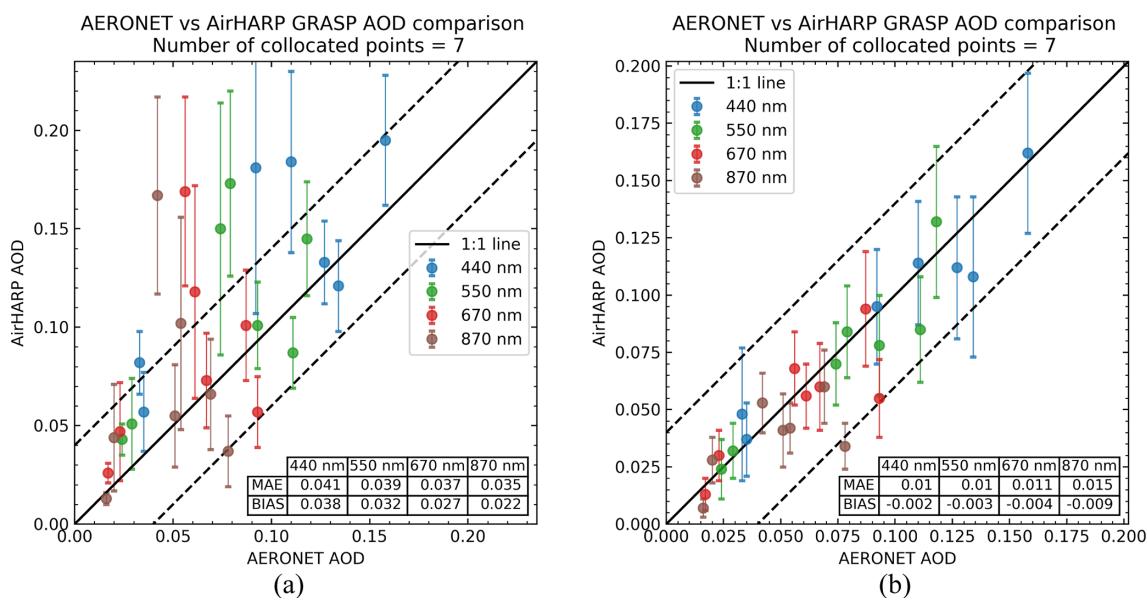 AERONET vs AirHARP GRASP AOD comparison
Number of collocated points = 7
AirHARP AOD
0.20
0.15
0.10
0.05
0.00
1:1 line
440 nm
550 nm
670 nm
870 nm
440 nm 550 nm 670 nm 870 nm
MAE 0.041 0.039 0.037 0.035
BIAS 0.038 0.032 0.027 0.022
0.00 0.05 0.10 0.15 0.20
AERONET AOD
(a)
AERONET vs AirHARP GRASP AOD comparison
Number of collocated points = 7
AirHARP AOD
0.200
0.175
0.150
0.125
0.100
0.075
0.050
0.025
0.000
1:1 line
440 nm
550 nm
670 nm
870 nm
440 nm 550 nm 670 nm 870 nm
MAE 0.01 0.01 0.011 0.015
BIAS -0.002 -0.003 -0.004 -0.009
0.000 0.025 0.050 0.075 0.100 0.125 0.150 0.175 0.200
AERONET AOD
(b)